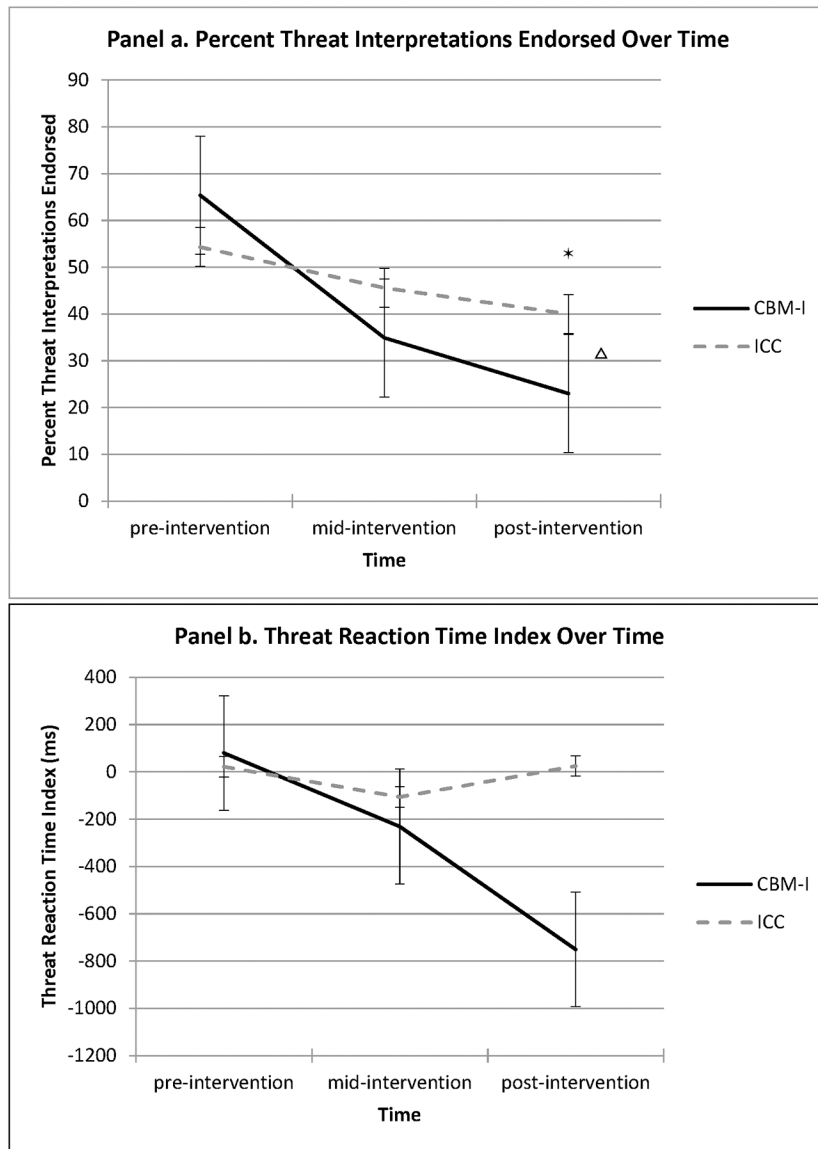 Panel a. Percent Threat Interpretations Endorsed Over Time
Percent Threat Interpretations Endorsed
90
80
70
60
50
40
30
20
10
0
*
△
CBM-I
ICC
pre-intervention mid-intervention post-intervention
Time
Panel b. Threat Reaction Time Index Over Time
Threat Reaction Time Index (ms)
400
200
0
-200
-400
-600
-800
-1000
-1200
CBM-I
ICC
pre-intervention mid-intervention post-intervention
Time